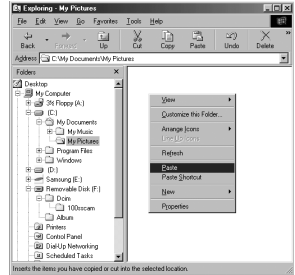 Exploring - My Pictures
File Edit View Go Favorites Tools Help
Back Forward Up Cut Copy Paste Undo Delete »
Address C:\My Documents\My Pictures
Folders
Desktop
My Computer
3½ Floppy (A:)
(C:)
My Documents
My Music
My Pictures
Program Files
Windows
(D:)
Samsung (E:)
Removable Disk (F:)
Dcim
100sscam
Album
Printers
Control Panel
Dial-Up Networking
Scheduled Tasks
View
Customize this Folder...
Arrange Icons
Line Up Icons
Refresh
Paste
Paste Shortcut
New
Properties
Inserts the items you have copied or cut into the selected location.